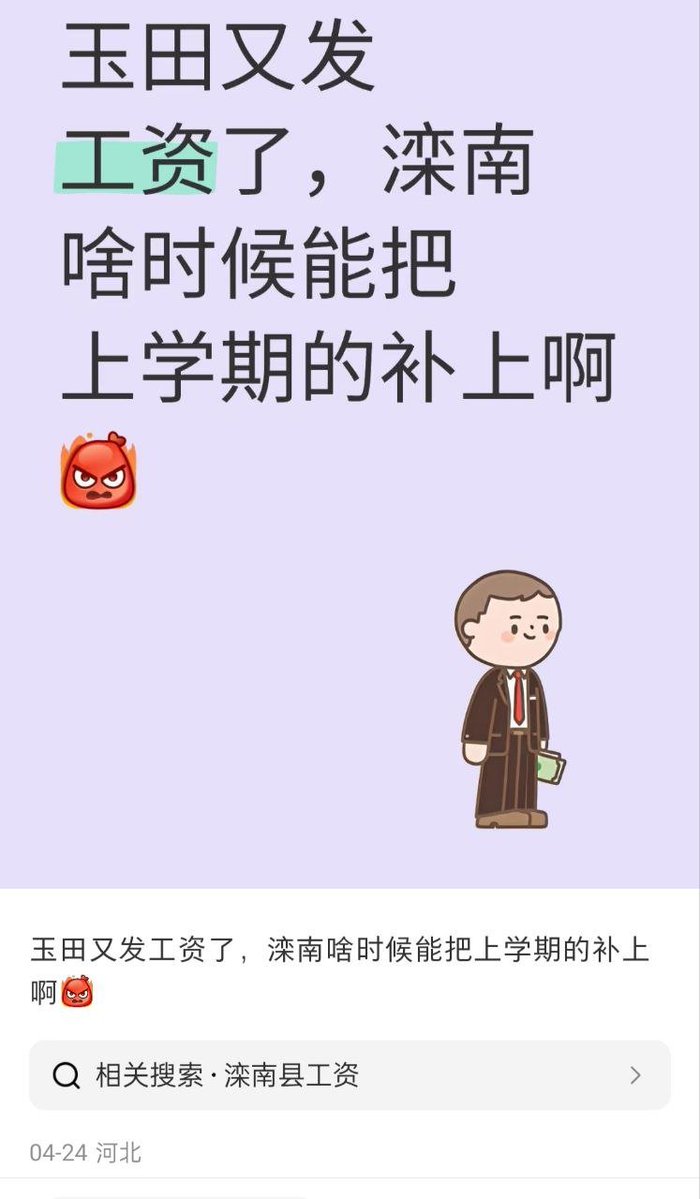 玉田又发
工资了，滦南
啥时候能把
上学期的补上啊
玉田又发工资了，滦南啥时候能把上学期的补上
啊
相关搜索·滦南县工资
04-24 河北